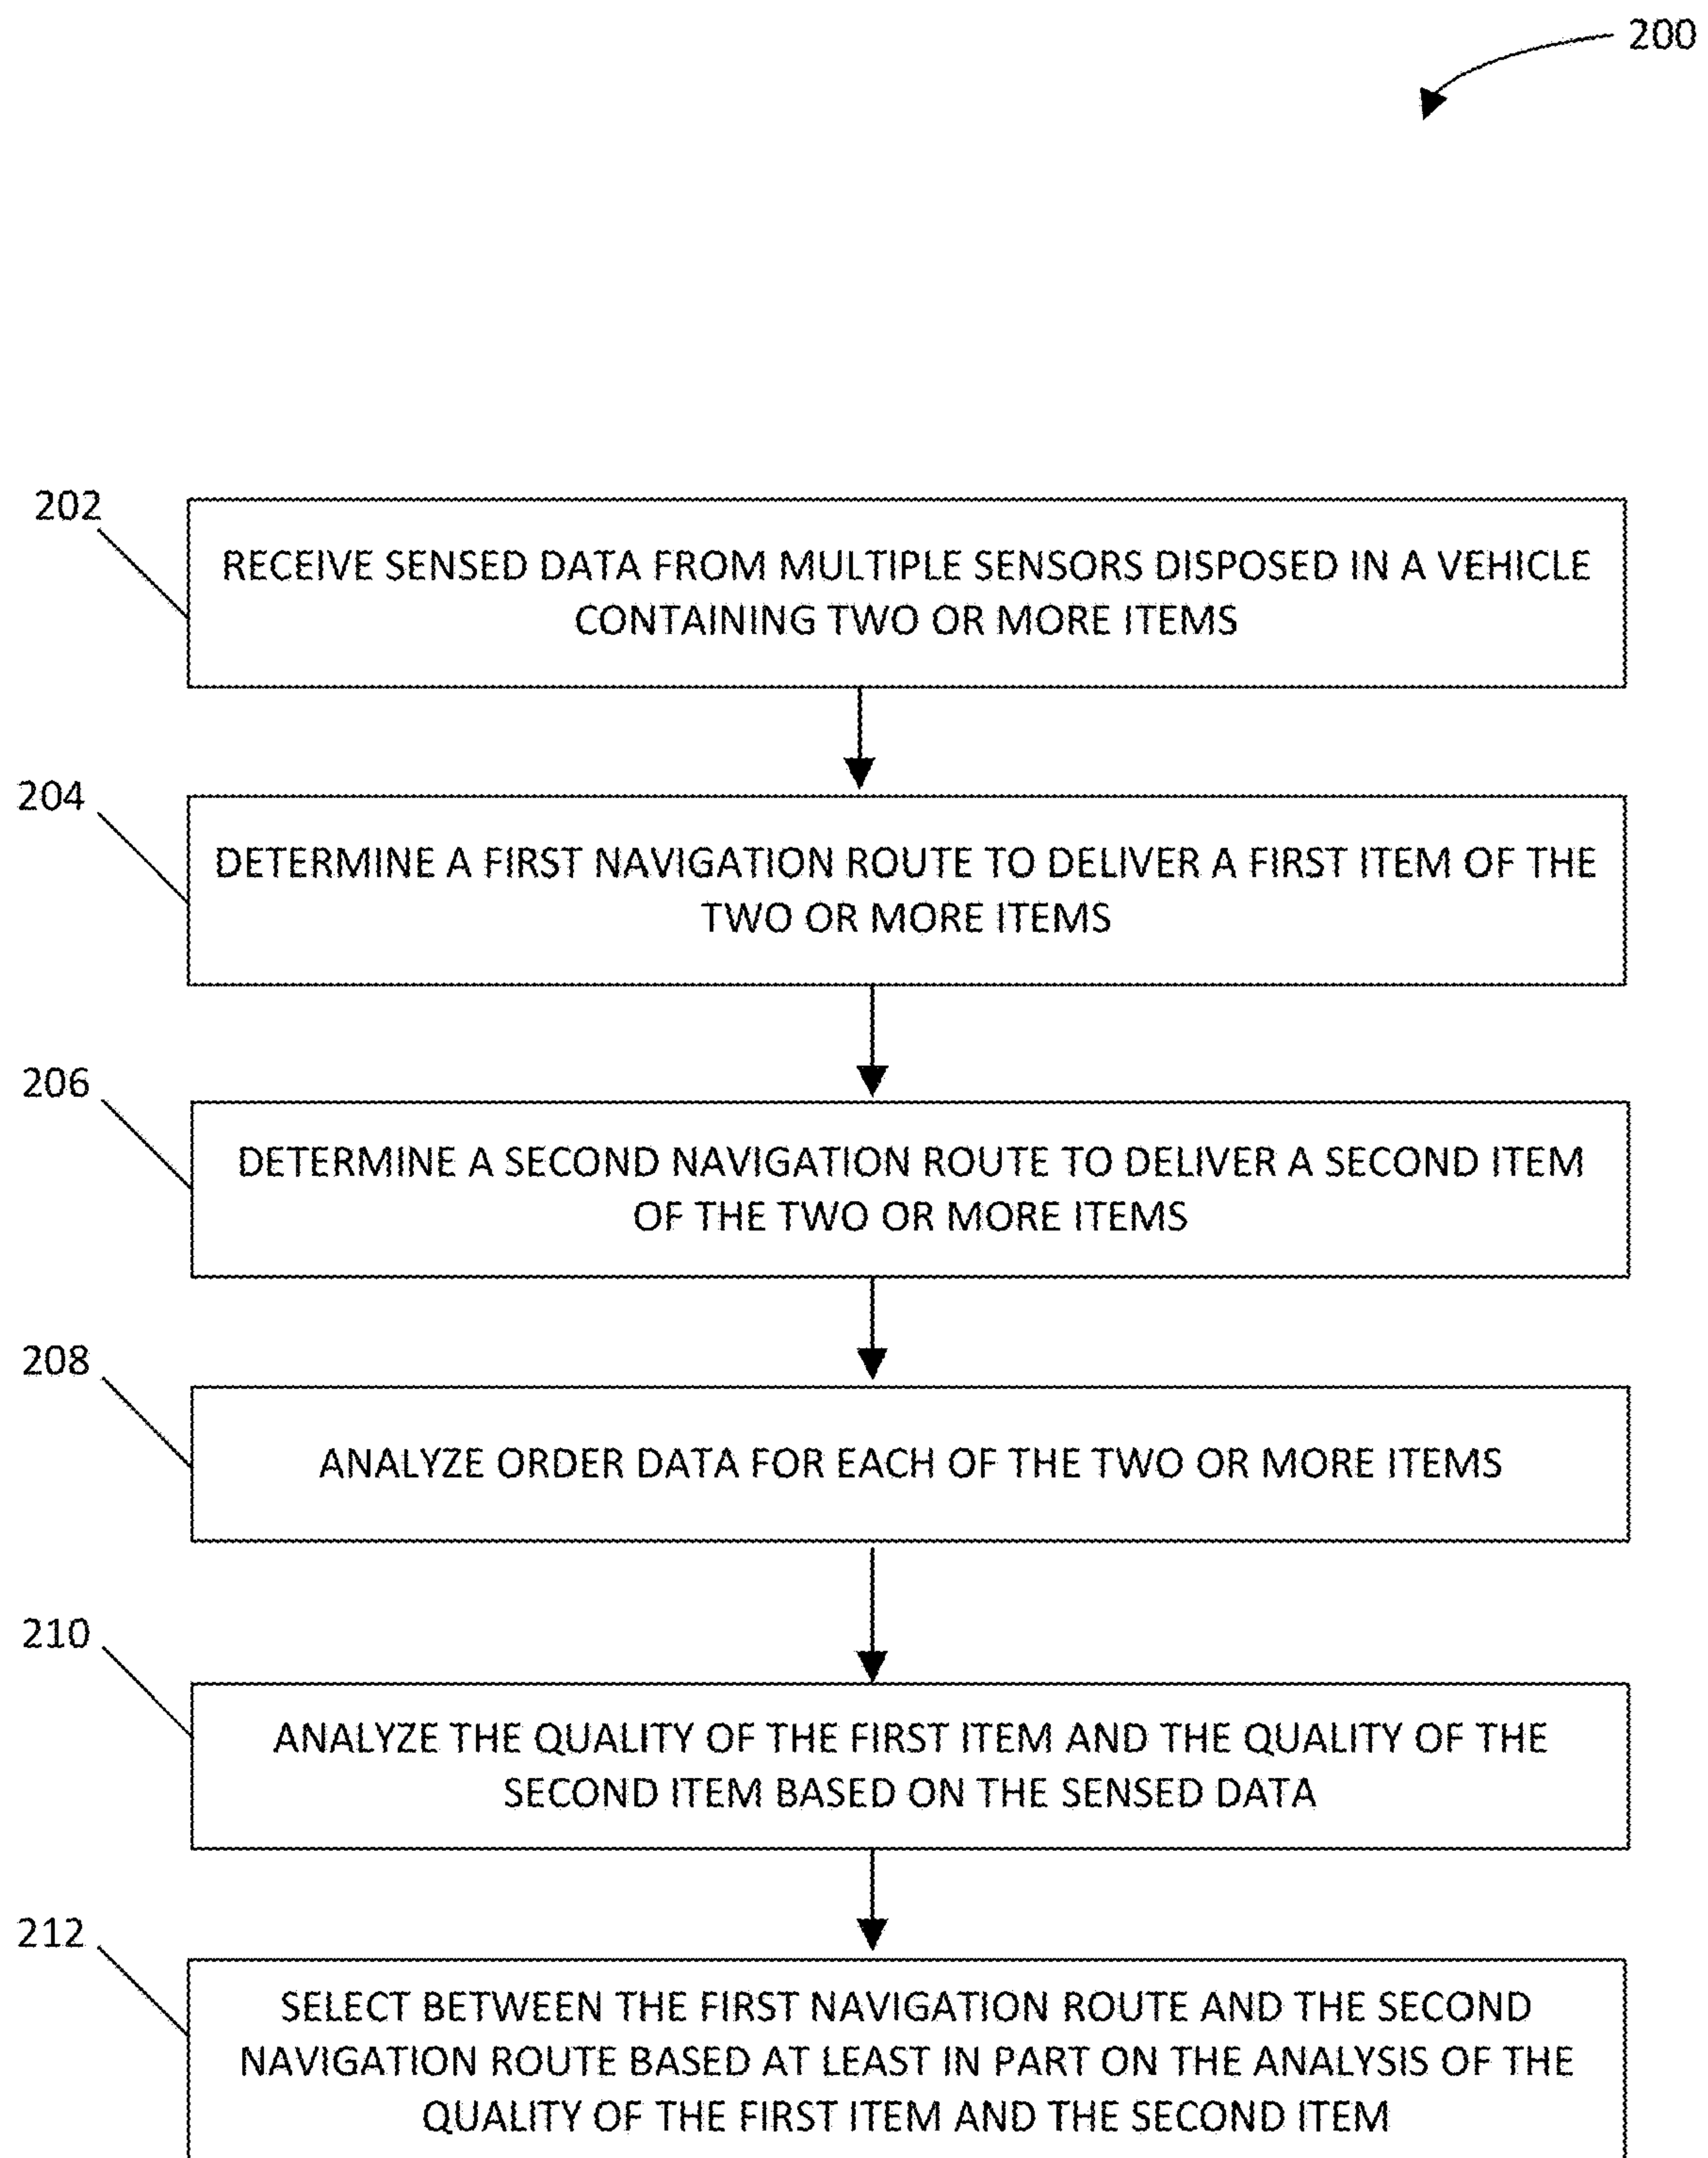 200
202
RECEIVE SENSED DATA FROM MULTIPLE SENSORS DISPOSED IN A VEHICLE
CONTAINING TWO OR MORE ITEMS
204
DETERMINE A FIRST NAVIGATION ROUTE TO DELIVER A FIRST ITEM OF THE
TWO OR MORE ITEMS
206
DETERMINE A SECOND NAVIGATION ROUTE TO DELIVER A SECOND ITEM
OF THE TWO OR MORE ITEMS
208
ANALYZE ORDER DATA FOR EACH OF THE TWO OR MORE ITEMS
210
ANALYZE THE QUALITY OF THE FIRST ITEM AND THE QUALITY OF THE
SECOND ITEM BASED ON THE SENSED DATA
212
SELECT BETWEEN THE FIRST NAVIGATION ROUTE AND THE SECOND
NAVIGATION ROUTE BASED AT LEAST IN PART ON THE ANALYSIS OF THE
QUALITY OF THE FIRST ITEM AND THE SECOND ITEM